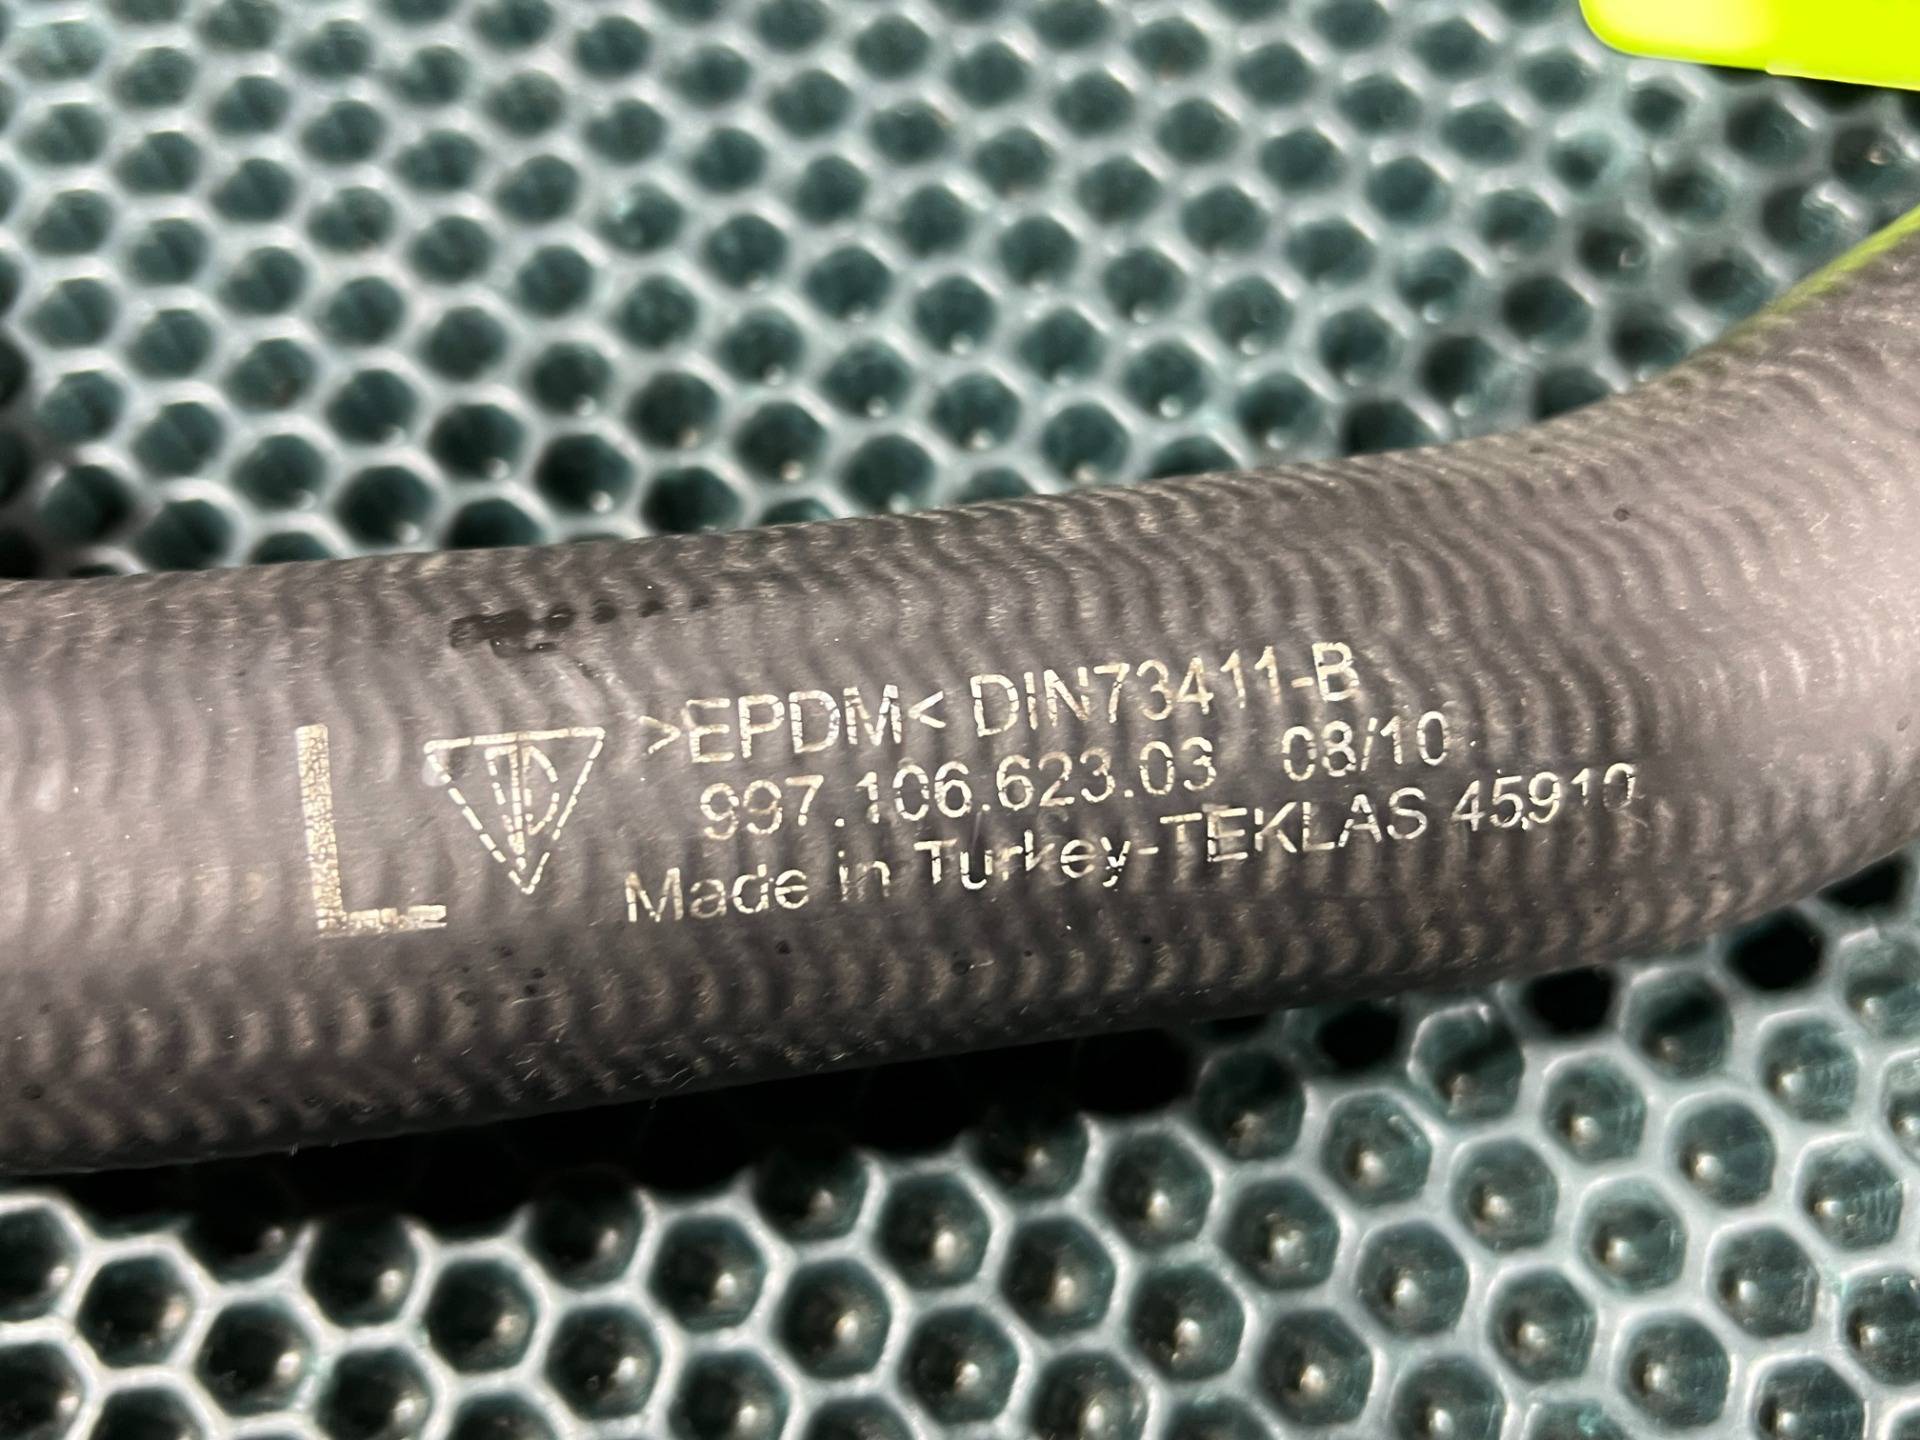 L
>EPDM< DIN73411-B
997.106.623.03 08/10
Made in Turkey-TEKLAS 45910